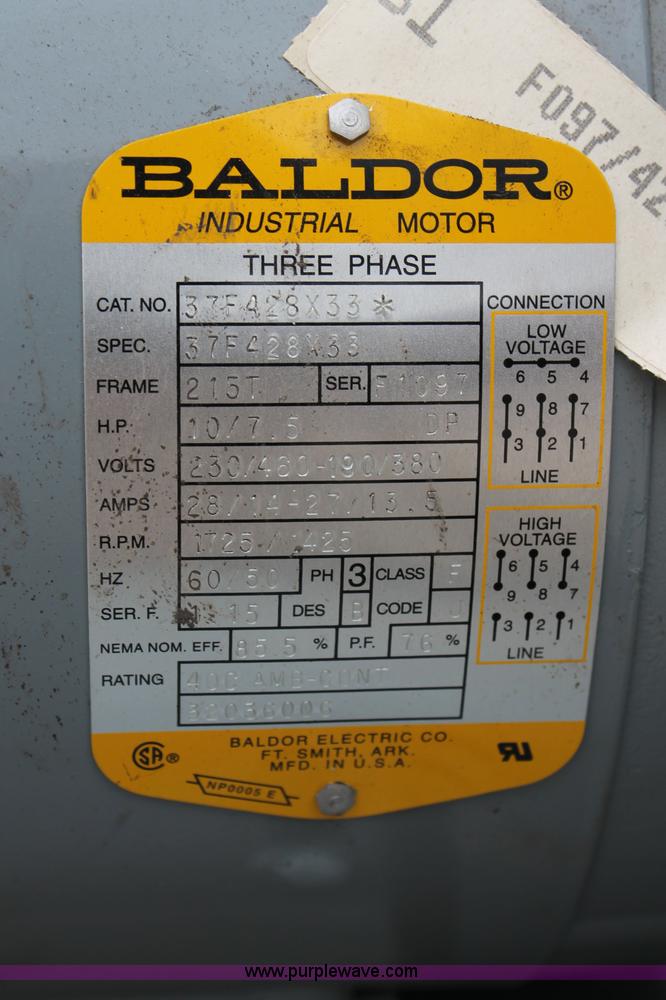 F097/42
BALDOR®
INDUSTRIAL MOTOR
THREE PHASE
CAT. NO. 37F428X33 *
SPEC. 37F428X33
FRAME 215T SER. F1097
H.P. 10/7.5 DP
VOLTS 230/460-190/380
AMPS 28/14-27/13.5
R.P.M. 1725/1425
HZ 60/50 PH 3 CLASS F
SER. F. 1.15 DES B CODE J
NEMA NOM. EFF. 85.5 % P.F. 76 %
RATING 40C AMB-CONT
CONNECTION
LOW
VOLTAGE
6 5 4
9 8 7
3 2 1
LINE
HIGH
VOLTAGE
6 5 4
9 8 7
3 2 1
LINE
SA®
BALDOR ELECTRIC CO.
FT. SMITH, ARK.
MFD. IN U.S.A.
NP0005 E
www.purplewave.com